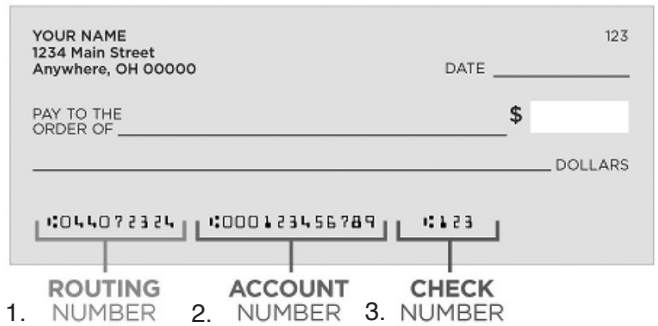 YOUR NAME 123
1234 Main Street
Anywhere, OH 00000
DATE
PAY TO THE
ORDER OF $
DOLLARS
⑆044072324 ⑆000123456789 ⑆123
ROUTING ACCOUNT CHECK
1. NUMBER 2. NUMBER 3. NUMBER